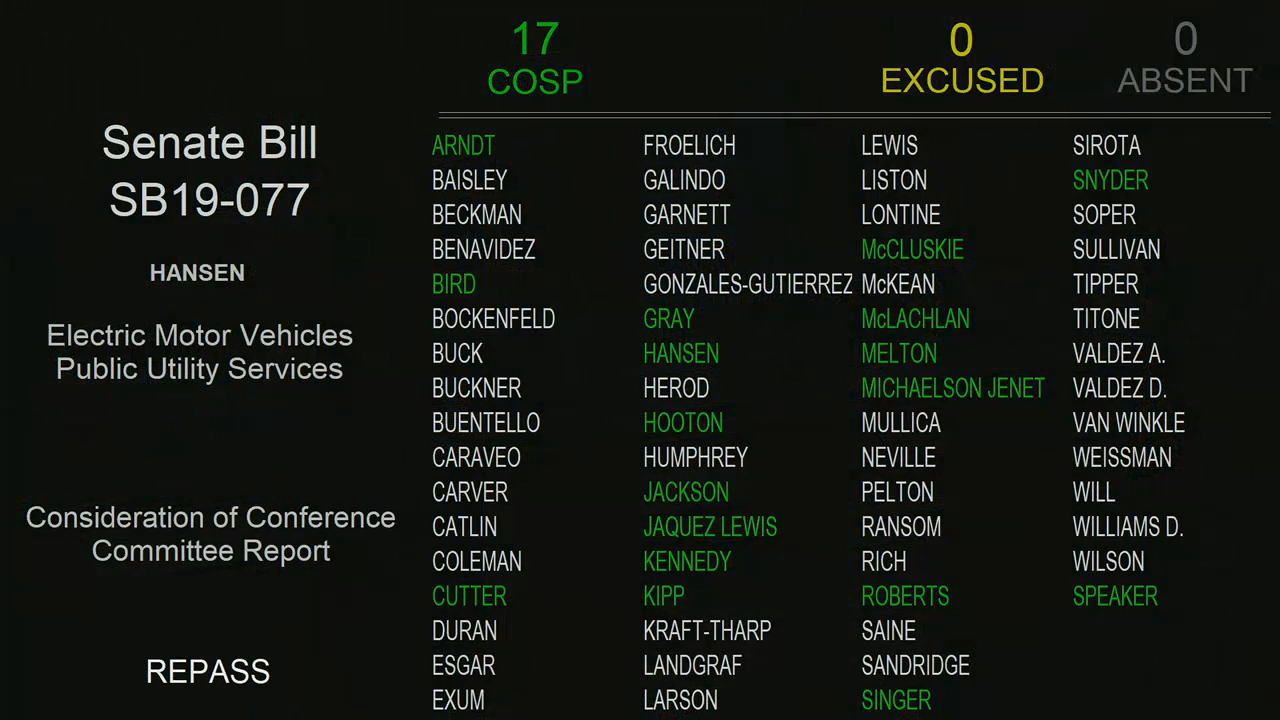 17
COSP
0
EXCUSED
0
ABSENT
Senate Bill
SB19-077
HANSEN
Electric Motor Vehicles
Public Utility Services
Consideration of Conference
Committee Report
REPASS
ARNDT
BAISLEY
BECKMAN
BENAVIDEZ
BIRD
BOCKENFELD
BUCK
BUCKNER
BUENTELLO
CARAVEO
CARVER
CATLIN
COLEMAN
CUTTER
DURAN
ESGAR
EXUM
FROELICH
GALINDO
GARNETT
GEITNER
GONZALES-GUTIERREZ
GRAY
HANSEN
HEROD
HOOTON
HUMPHREY
JACKSON
JAQUEZ LEWIS
KENNEDY
KIPP
KRAFT-THARP
LANDGRAF
LARSON
LEWIS
LISTON
LONTINE
McCLUSKIE
McKEAN
McLACHLAN
MELTON
MICHAELSON JENET
MULLICA
NEVILLE
PELTON
RANSOM
RICH
ROBERTS
SAINE
SANDRIDGE
SINGER
SIROTA
SNYDER
SOPER
SULLIVAN
TIPPER
TITONE
VALDEZ A.
VALDEZ D.
VAN WINKLE
WEISSMAN
WILL
WILLIAMS D.
WILSON
SPEAKER